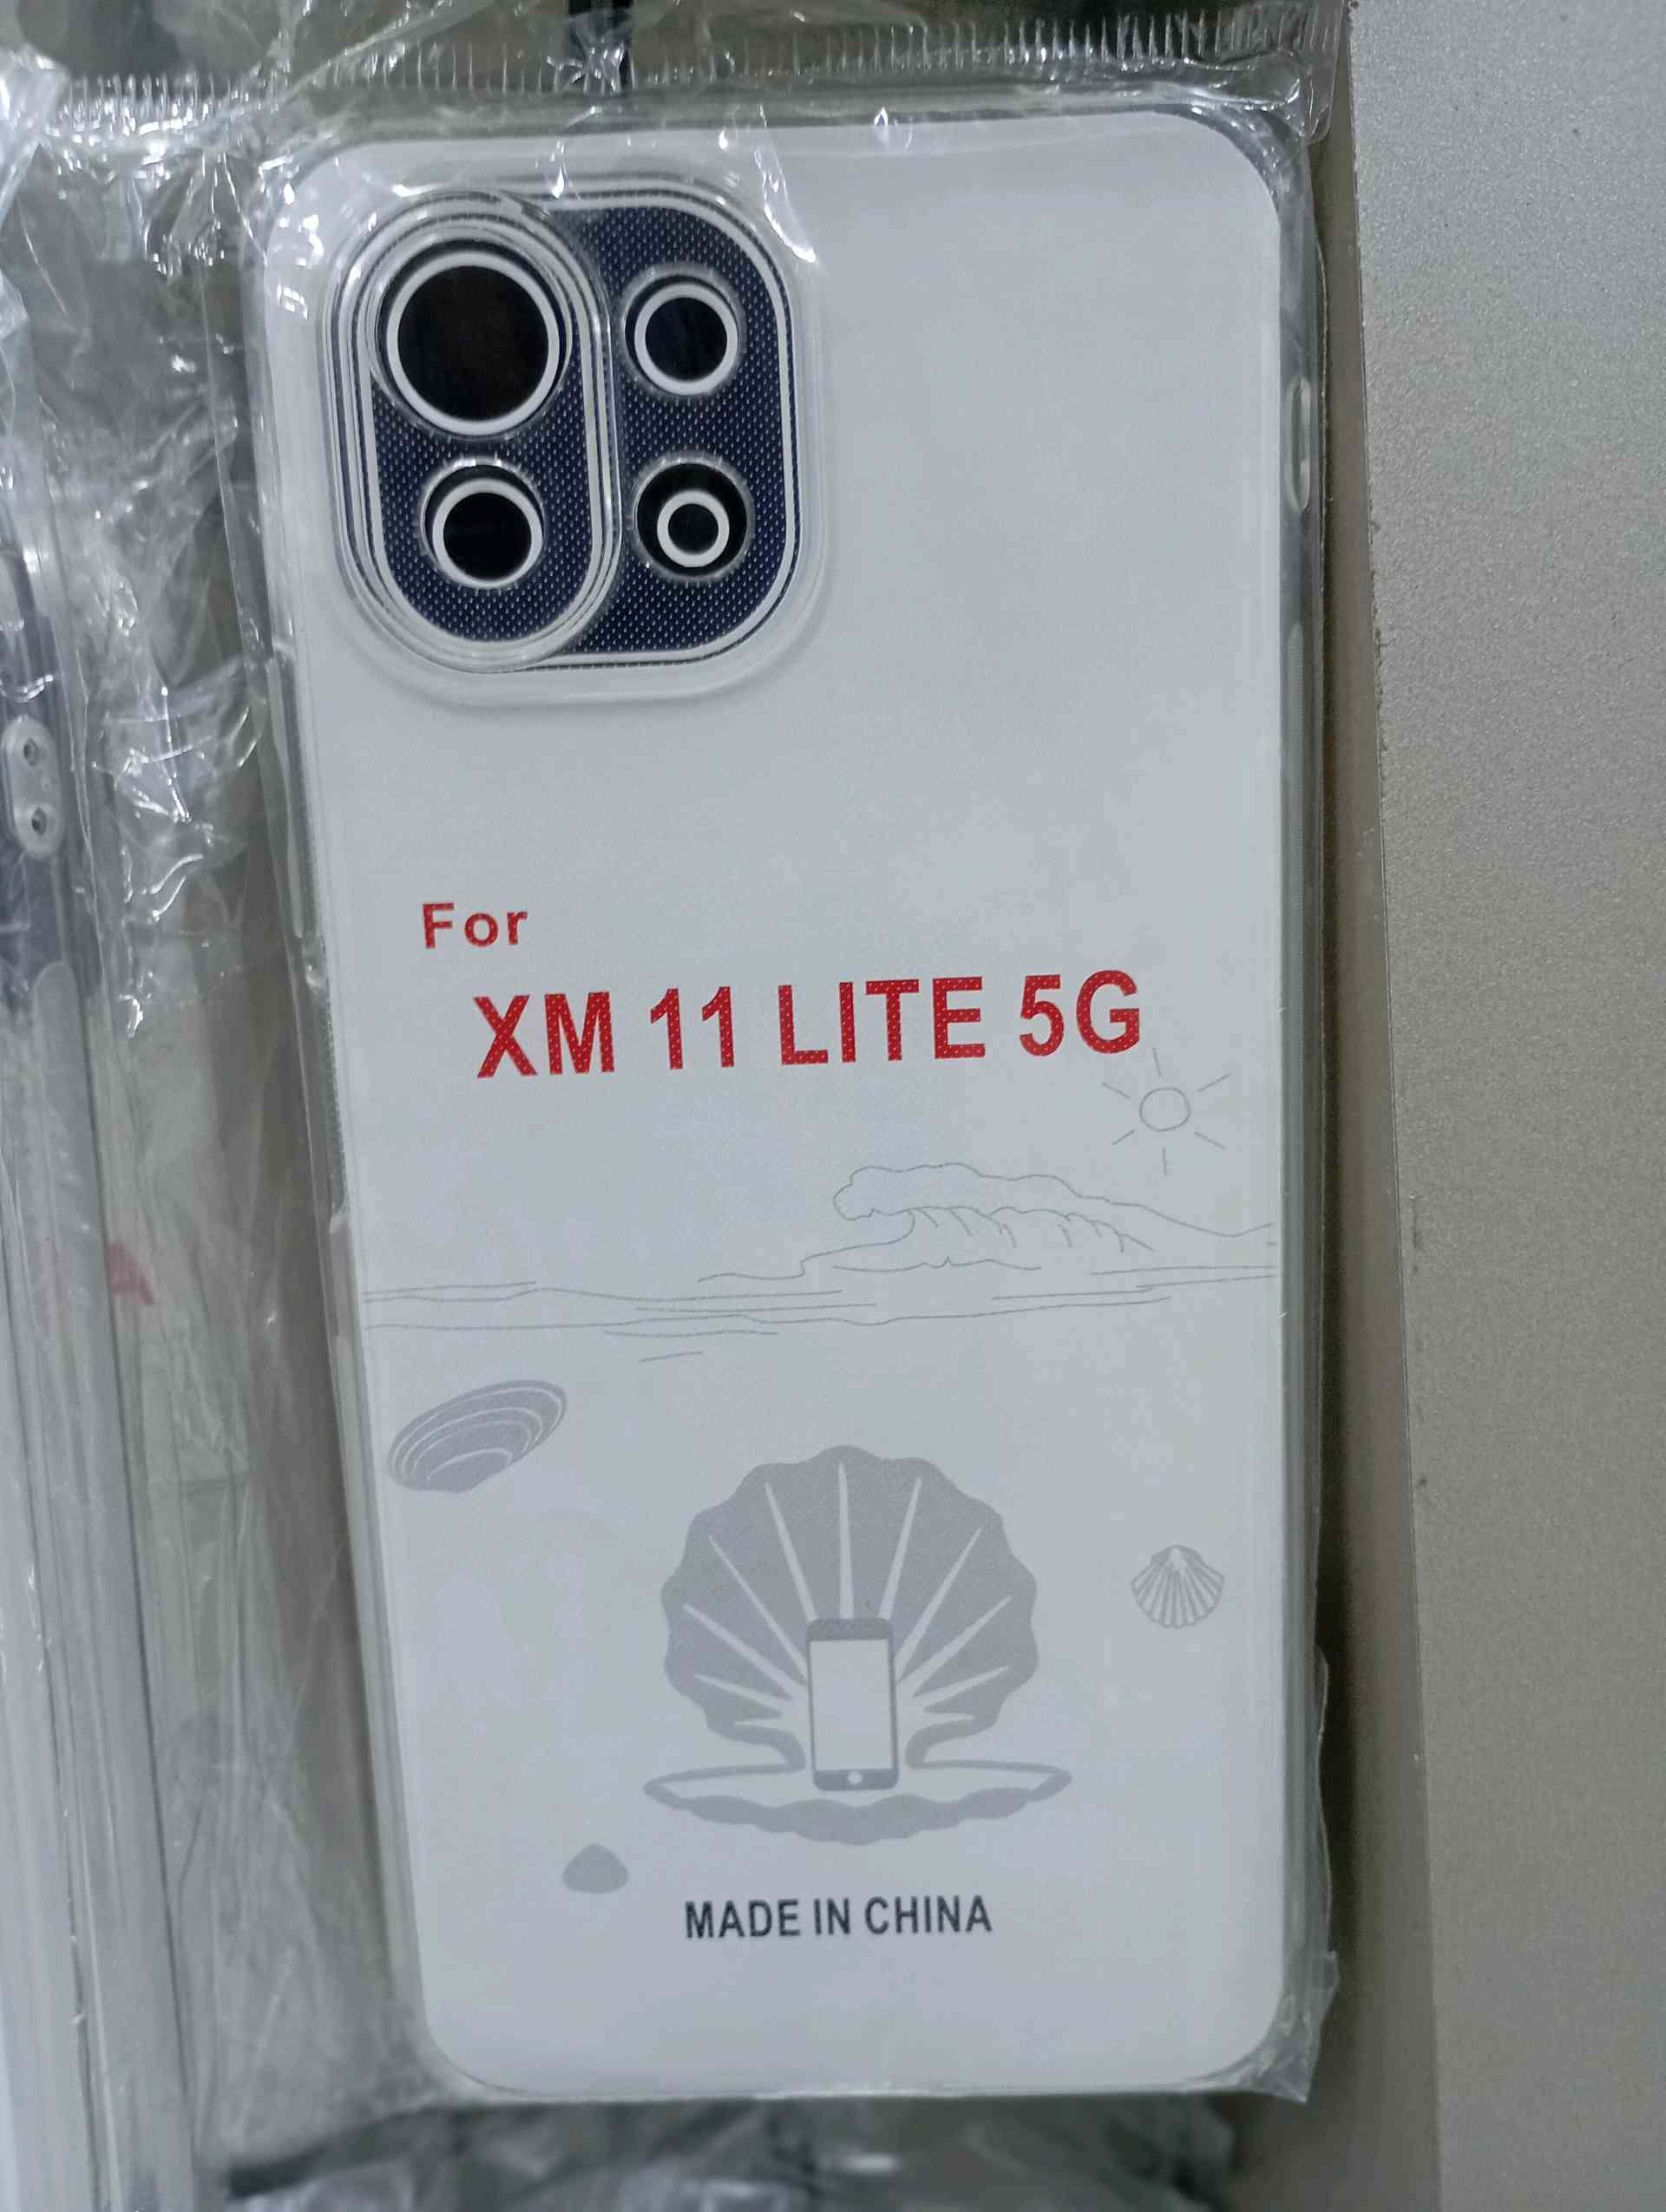 For
XM 11 LITE 5G
MADE IN CHINA